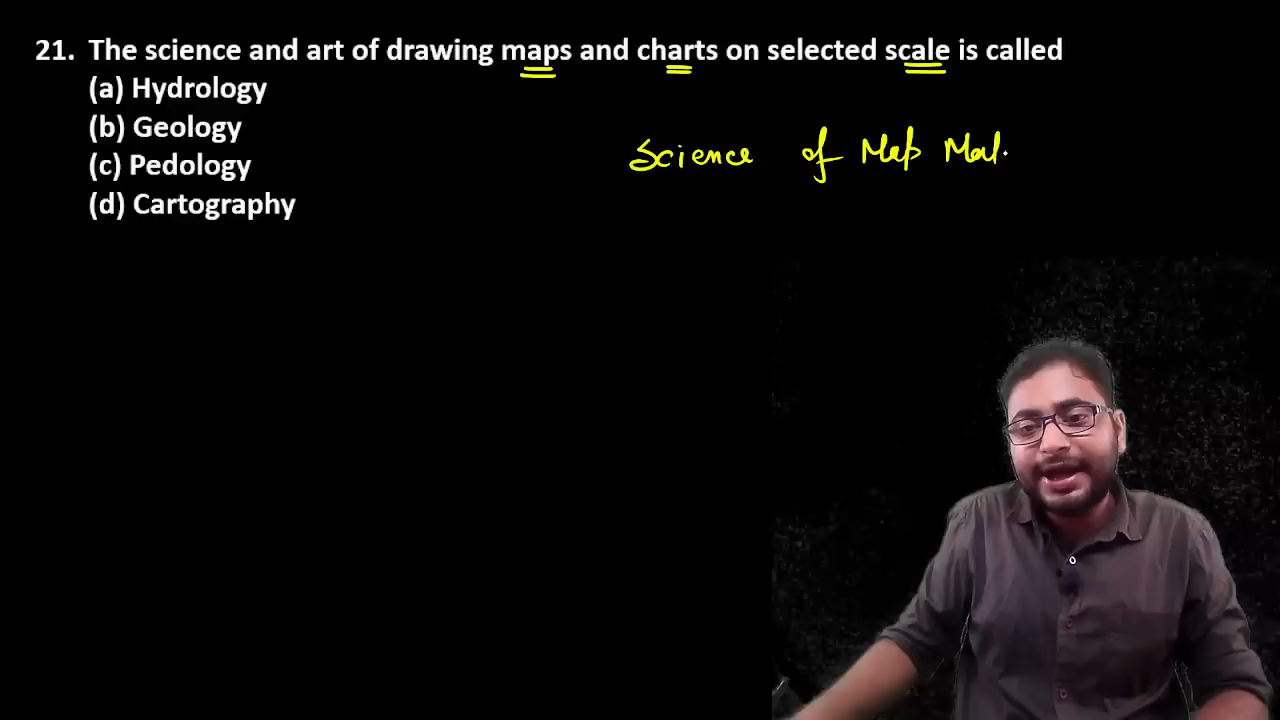 21. The science and art of drawing maps and charts on selected scale is called
(a) Hydrology
(b) Geology
(c) Pedology
(d) Cartography
Science of Map